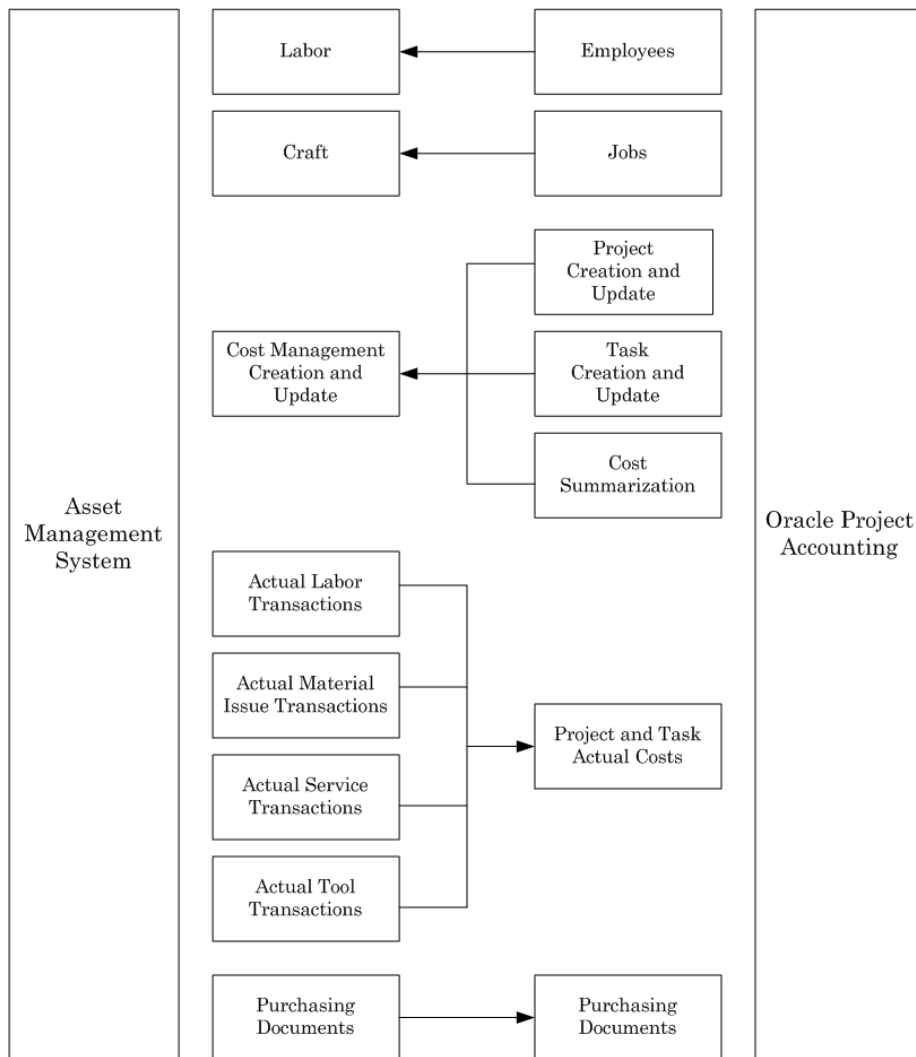 Labor
Employees
Craft
Jobs
Project
Creation and
Update
Cost Management
Creation and
Update
Task
Creation and
Update
Cost
Summarization
Asset
Management
System
Oracle Project
Accounting
Actual Labor
Transactions
Actual Material
Issue Transactions
Project and Task
Actual Costs
Actual Service
Transactions
Actual Tool
Transactions
Purchasing
Documents
Purchasing
Documents